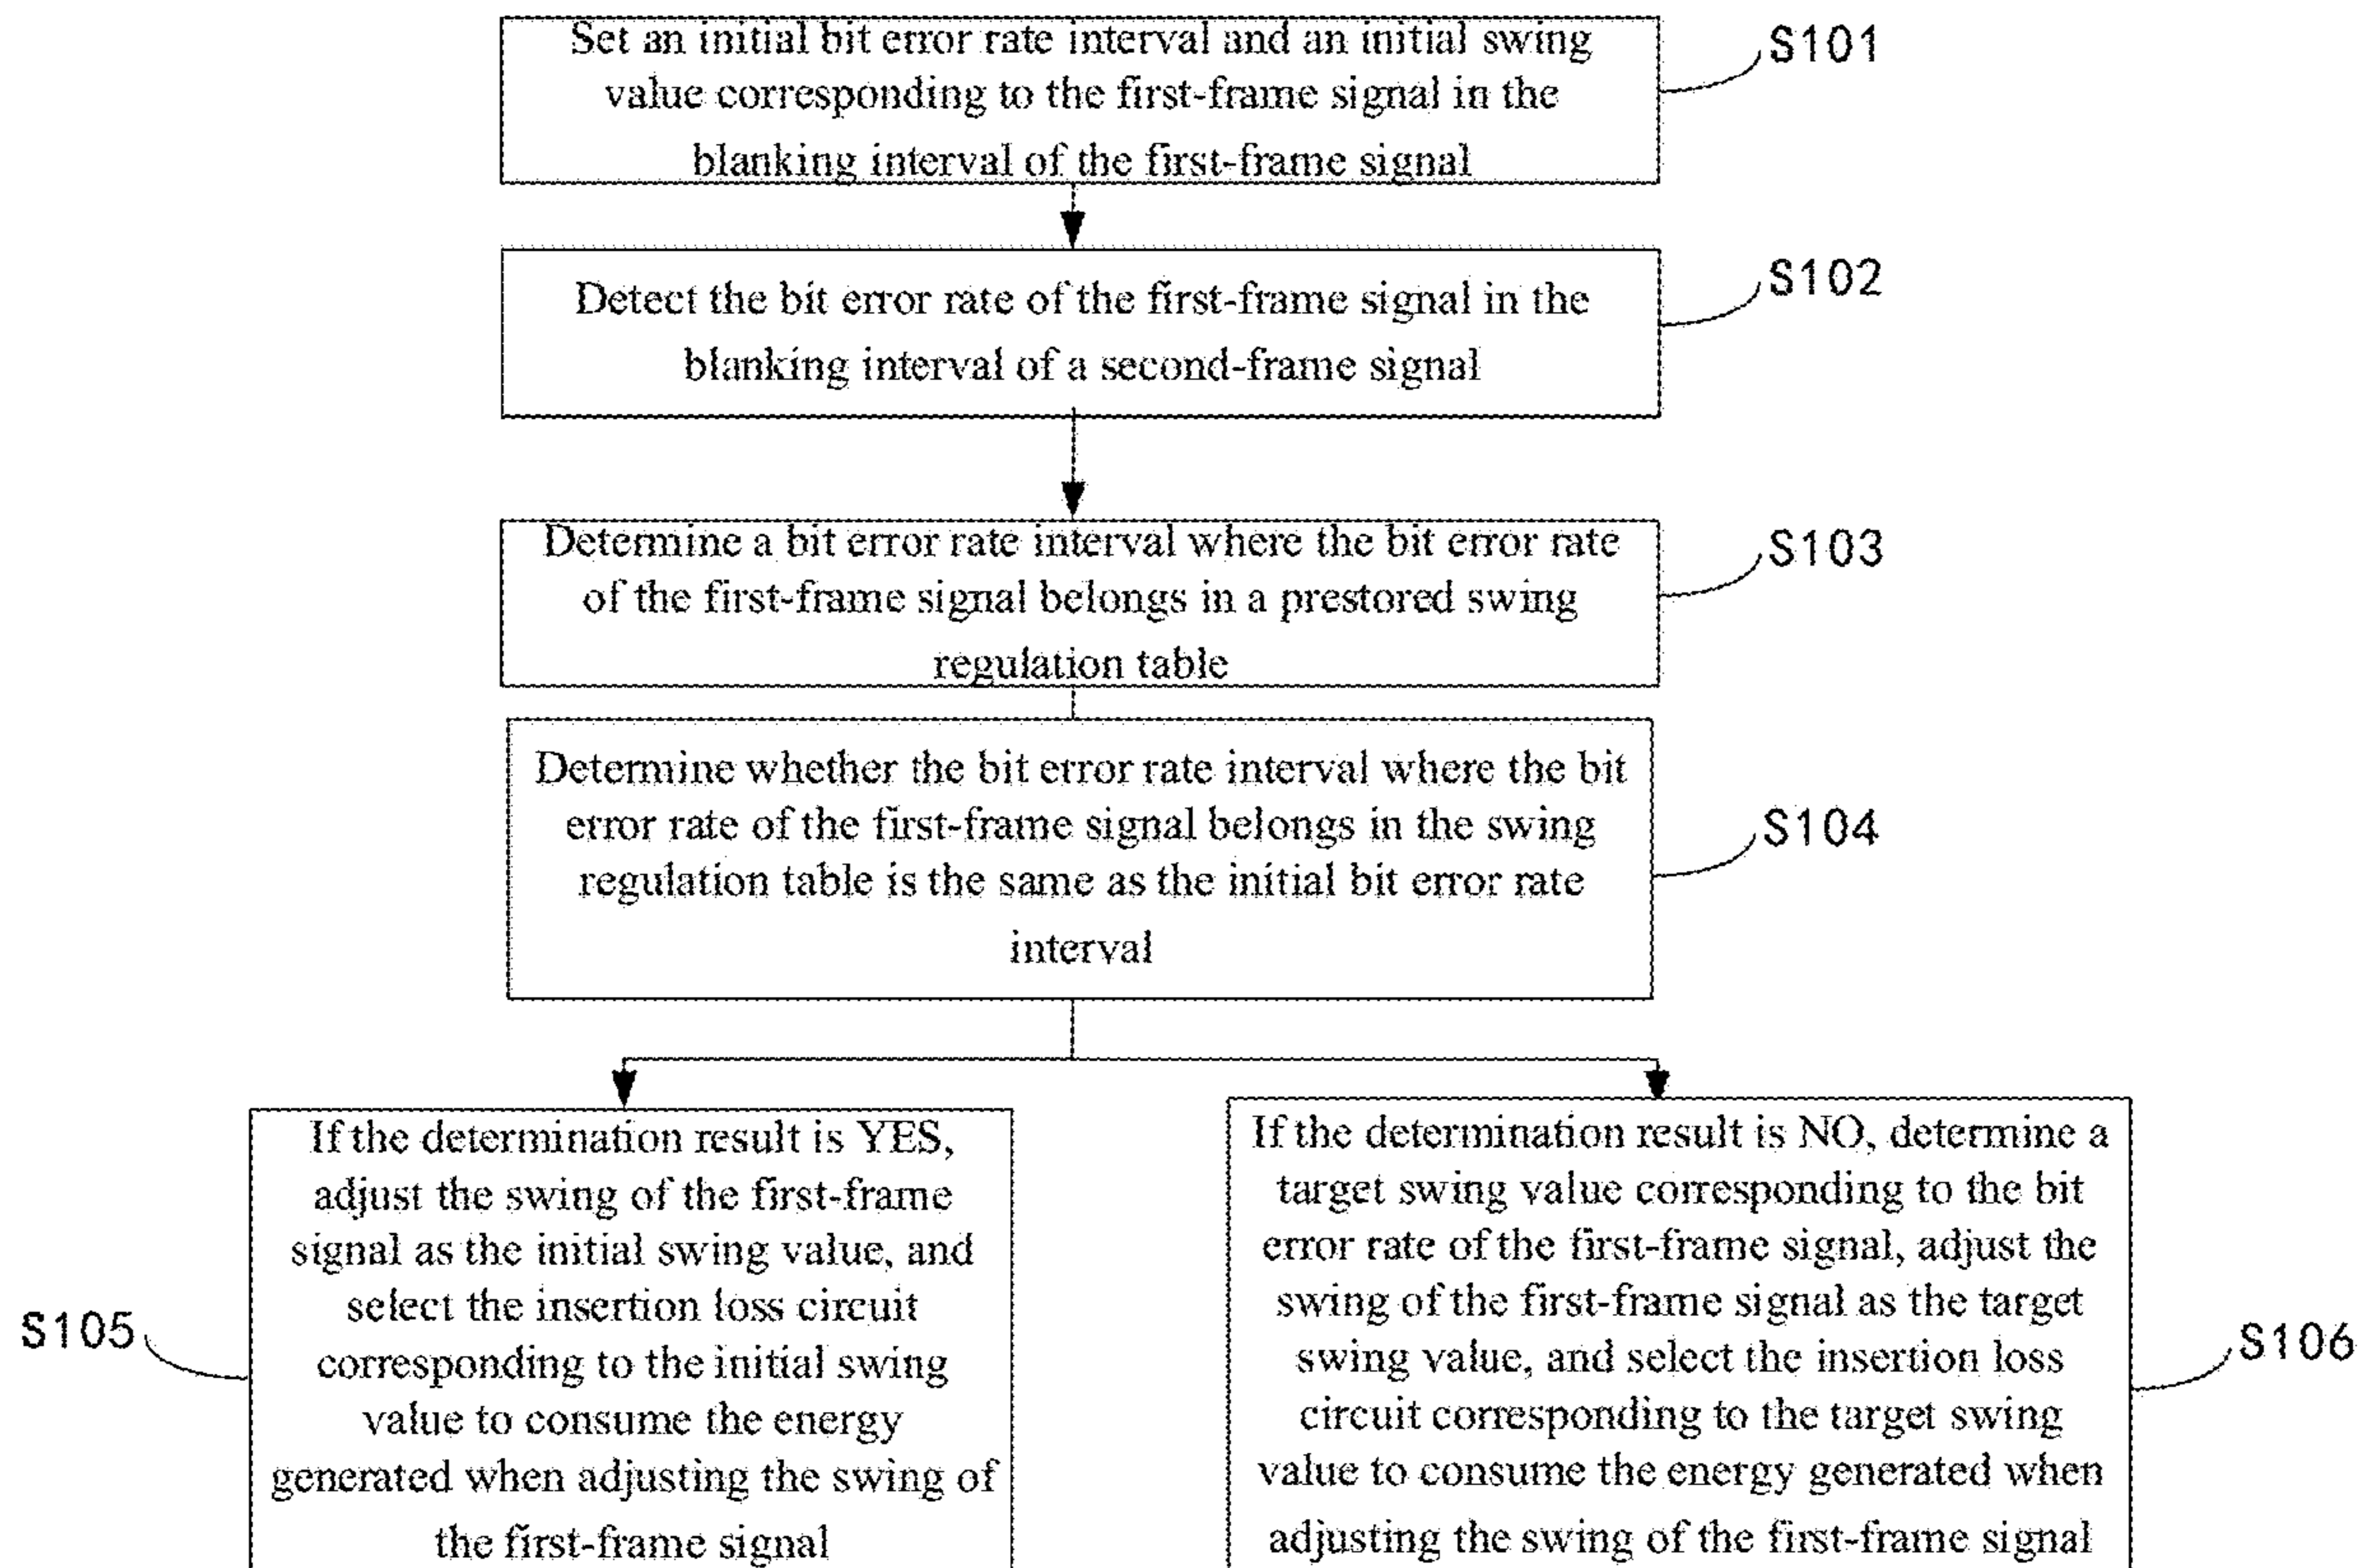 Set an initial bit error rate interval and an initial swing
value corresponding to the first-frame signal in the
blanking interval of the first-frame signal
S101
Detect the bit error rate of the first-frame signal in the
blanking interval of a second-frame signal
S102
Determine a bit error rate interval where the bit error rate
of the first-frame signal belongs in a prestored swing
regulation table
S103
Determine whether the bit error rate interval where the bit
error rate of the first-frame signal belongs in the swing
regulation table is the same as the initial bit error rate
interval
S104
If the determination result is YES,
adjust the swing of the first-frame
signal as the initial swing value, and
select the insertion loss circuit
corresponding to the initial swing
value to consume the energy
generated when adjusting the swing of
the first-frame signal
S105
If the determination result is NO, determine a
target swing value corresponding to the bit
error rate of the first-frame signal, adjust the
swing of the first-frame signal as the target
swing value, and select the insertion loss
circuit corresponding to the target swing
value to consume the energy generated when
adjusting the swing of the first-frame signal
S106